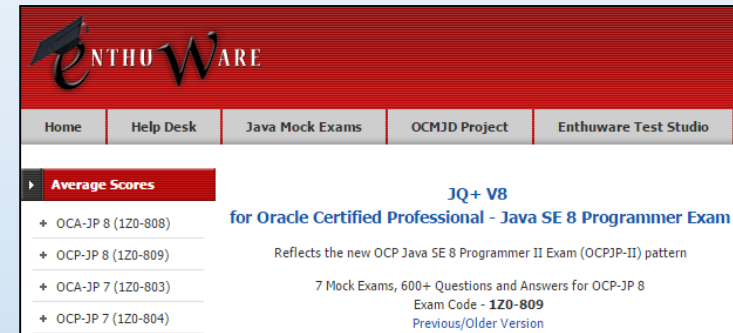 ENTHUWARE
Home Help Desk Java Mock Exams OCMJD Project Enthuware Test Studio
Average Scores
OCA-JP 8 (1Z0-808)
OCP-JP 8 (1Z0-809)
OCA-JP 7 (1Z0-803)
OCP-JP 7 (1Z0-804)
JQ+ V8
for Oracle Certified Professional - Java SE 8 Programmer Exam
Reflects the new OCP Java SE 8 Programmer II Exam (OCPJP-II) pattern
7 Mock Exams, 600+ Questions and Answers for OCP-JP 8
Exam Code - 1Z0-809
Previous/Older Version